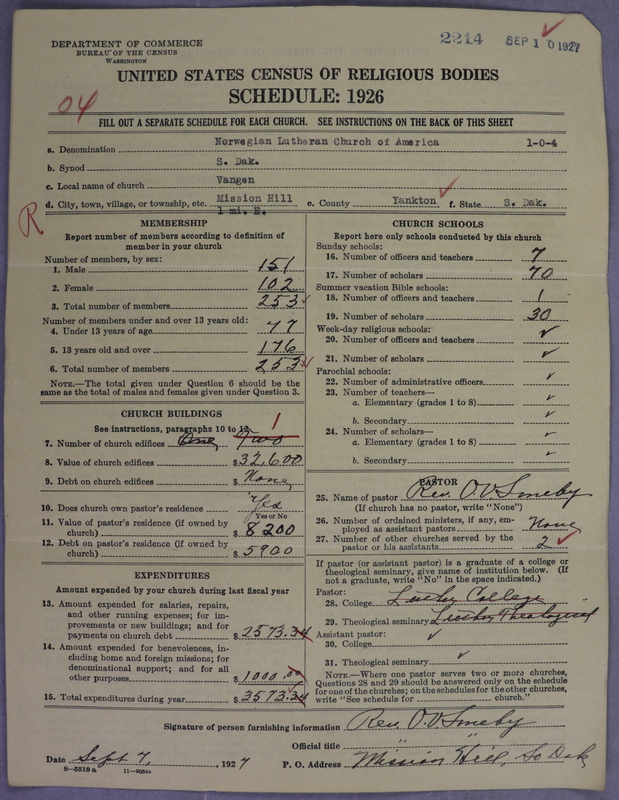 DEPARTMENT OF COMMERCE
BUREAU OF THE CENSUS
WASHINGTON
2214 SEP 10 1927
UNITED STATES CENSUS OF RELIGIOUS BODIES
SCHEDULE: 1926
04
FILL OUT A SEPARATE SCHEDULE FOR EACH CHURCH. SEE INSTRUCTIONS ON THE BACK OF THIS SHEET
a. Denomination Norwegian Lutheran Church of America 1-0-4
b. Synod S. Dak.
c. Local name of church Vangen
d. City, town, village, or township, etc. Mission Hill e. County Yankton f. State S. Dak.
1 mi. E.
R
MEMBERSHIP
Report number of members according to definition of
member in your church
Number of members, by sex:
1. Male 151
2. Female 102
3. Total number of members 253
Number of members under and over 13 years old:
4. Under 13 years of age 77
5. 13 years old and over 176
6. Total number of members 253
NOTE.—The total given under Question 6 should be
the same as the total of males and females given under Question 3.
CHURCH BUILDINGS
See instructions, paragraphs 10 to 12
7. Number of church edifices One Two 1
8. Value of church edifices $ 32,600
9. Debt on church edifices $ None
10. Does church own pastor's residence Yes
Yes or No
11. Value of pastor's residence (if owned by
church) $ 8200
12. Debt on pastor's residence (if owned by
church) $ 5900
EXPENDITURES
Amount expended by your church during last fiscal year
13. Amount expended for salaries, repairs,
and other running expenses; for im-
provements or new buildings; and for
payments on church debt $ 2573.34
14. Amount expended for benevolences, in-
cluding home and foreign missions; for
denominational support; and for all
other purposes $ 1000.00
15. Total expenditures during year $ 3573.34
CHURCH SCHOOLS
Report here only schools conducted by this church
Sunday schools:
16. Number of officers and teachers 7
17. Number of scholars 70
Summer vacation Bible schools:
18. Number of officers and teachers 1
19. Number of scholars 30
Week-day religious schools:
20. Number of officers and teachers ✓
21. Number of scholars ✓
Parochial schools:
22. Number of administrative officers ✓
23. Number of teachers—
a. Elementary (grades 1 to 8) ✓
b. Secondary ✓
24. Number of scholars—
a. Elementary (grades 1 to 8) ✓
b. Secondary ✓
PASTOR
25. Name of pastor Rev. O.V. Smeby
(If church has no pastor, write "None")
26. Number of ordained ministers, if any, em-
ployed as assistant pastors None
27. Number of other churches served by the
pastor or his assistants 2
If pastor (or assistant pastor) is a graduate of a college or
theological seminary, give name of institution below. (If
not a graduate, write "No" in the space indicated.)
Pastor:
28. College Luther College
29. Theological seminary Luther Theological
Assistant pastor:
30. College ✓
31. Theological seminary ✓
NOTE.—Where one pastor serves two or more churches,
Questions 28 and 29 should be answered only on the schedule
for one of the churches; on the schedules for the other churches,
write "See schedule for church."
Signature of person furnishing information Rev. O.V. Smeby
Official title " "
Date Sept 7, 1927 P. O. Address Mission Hill, So Dak
8—5518 a 11—9034a